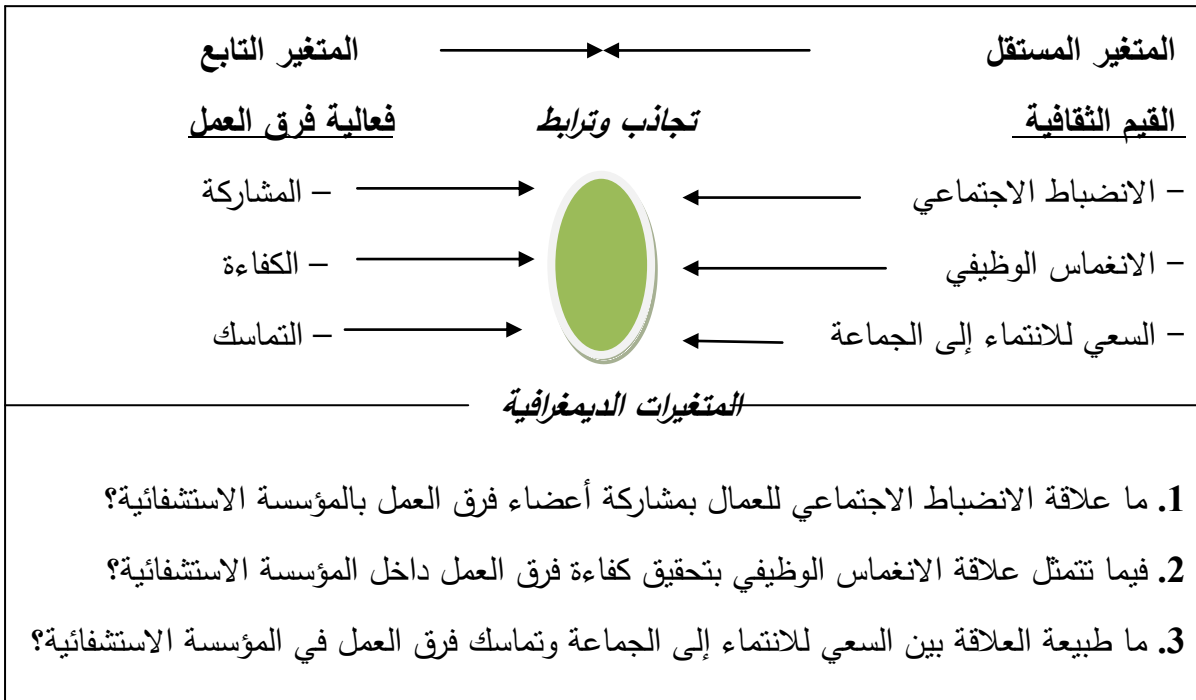 المتغير المستقل المتغير التابع
القيم الثقافية تجاذب وترابط فعالية فرق العمل
– الانضباط الاجتماعي – المشاركة
– الانغماس الوظيفي – الكفاءة
– السعي للانتماء إلى الجماعة – التماسك
المتغيرات الديمغرافية
1. ما علاقة الانضباط الاجتماعي للعمال بمشاركة أعضاء فرق العمل بالمؤسسة الاستشفائية؟
2. فيما تتمثل علاقة الانغماس الوظيفي بتحقيق كفاءة فرق العمل داخل المؤسسة الاستشفائية؟
3. ما طبيعة العلاقة بين السعي للانتماء إلى الجماعة وتماسك فرق العمل في المؤسسة الاستشفائية؟